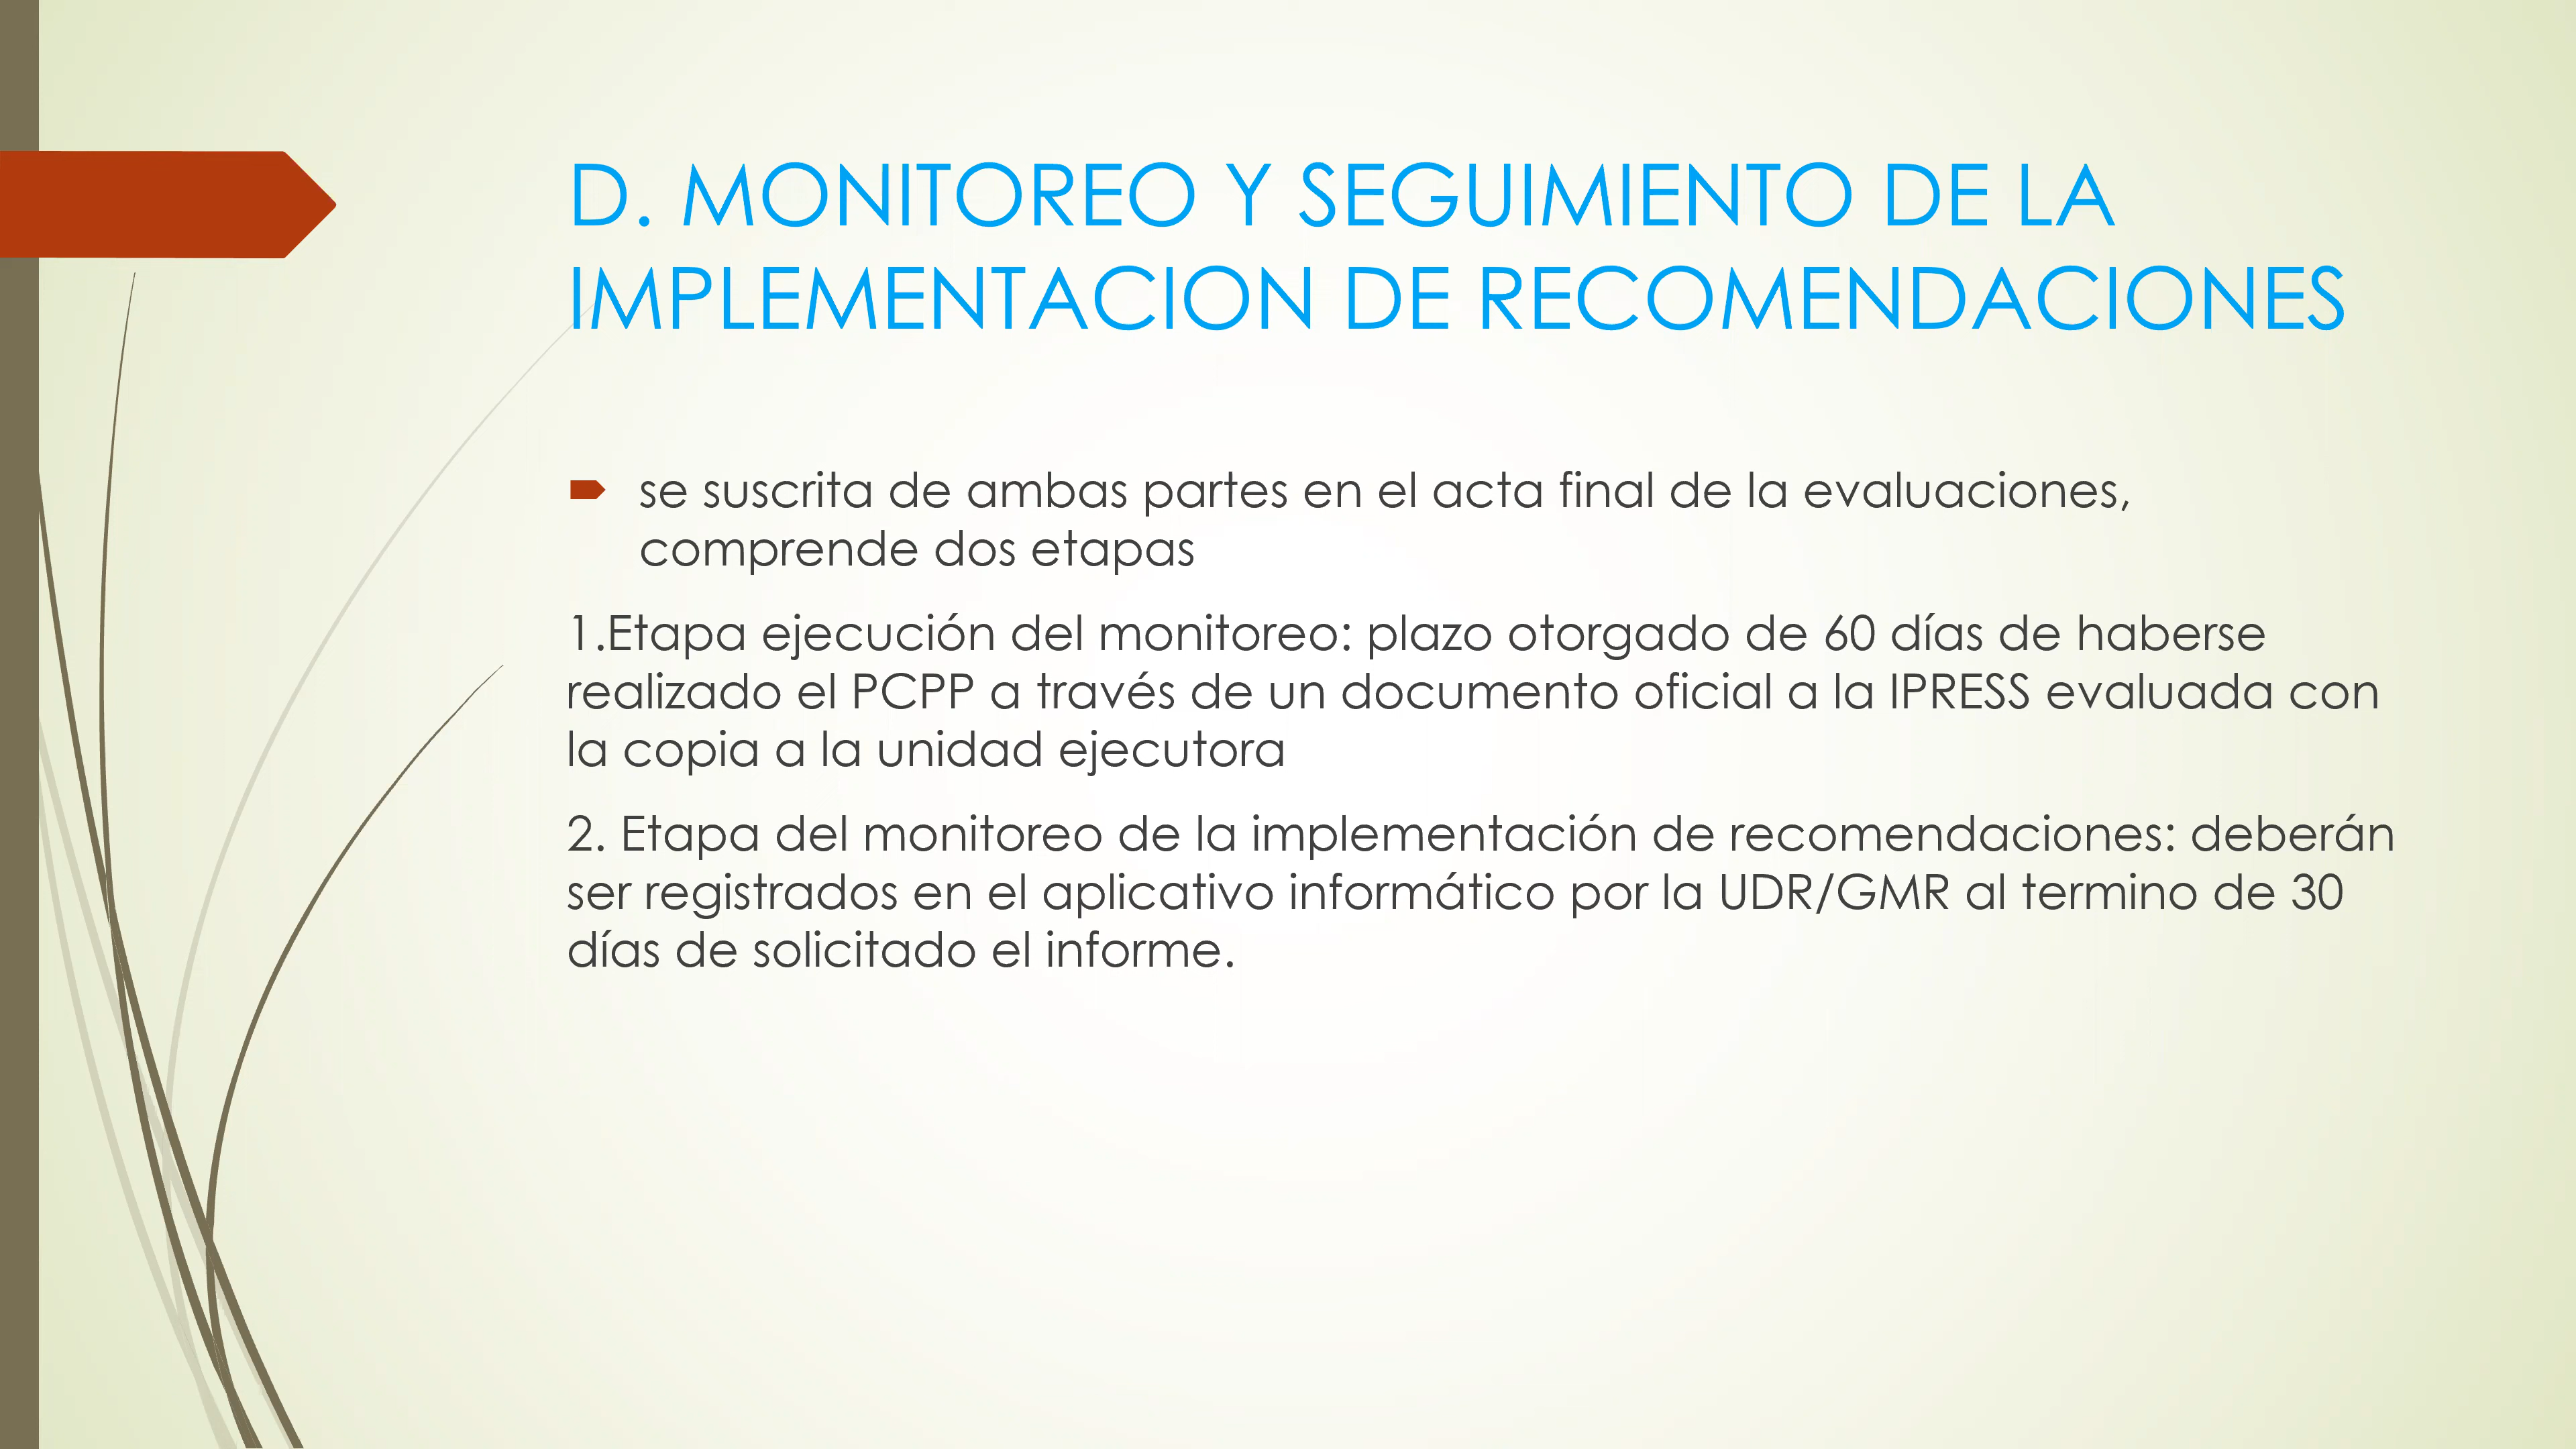 D. MONITOREO Y SEGUIMIENTO DE LA
IMPLEMENTACION DE RECOMENDACIONES
se suscrita de ambas partes en el acta final de la evaluaciones,
comprende dos etapas
1.Etapa ejecución del monitoreo: plazo otorgado de 60 días de haberse
realizado el PCPP a través de un documento oficial a la IPRESS evaluada con
la copia a la unidad ejecutora
2. Etapa del monitoreo de la implementación de recomendaciones: deberán
ser registrados en el aplicativo informático por la UDR/GMR al termino de 30
días de solicitado el informe.